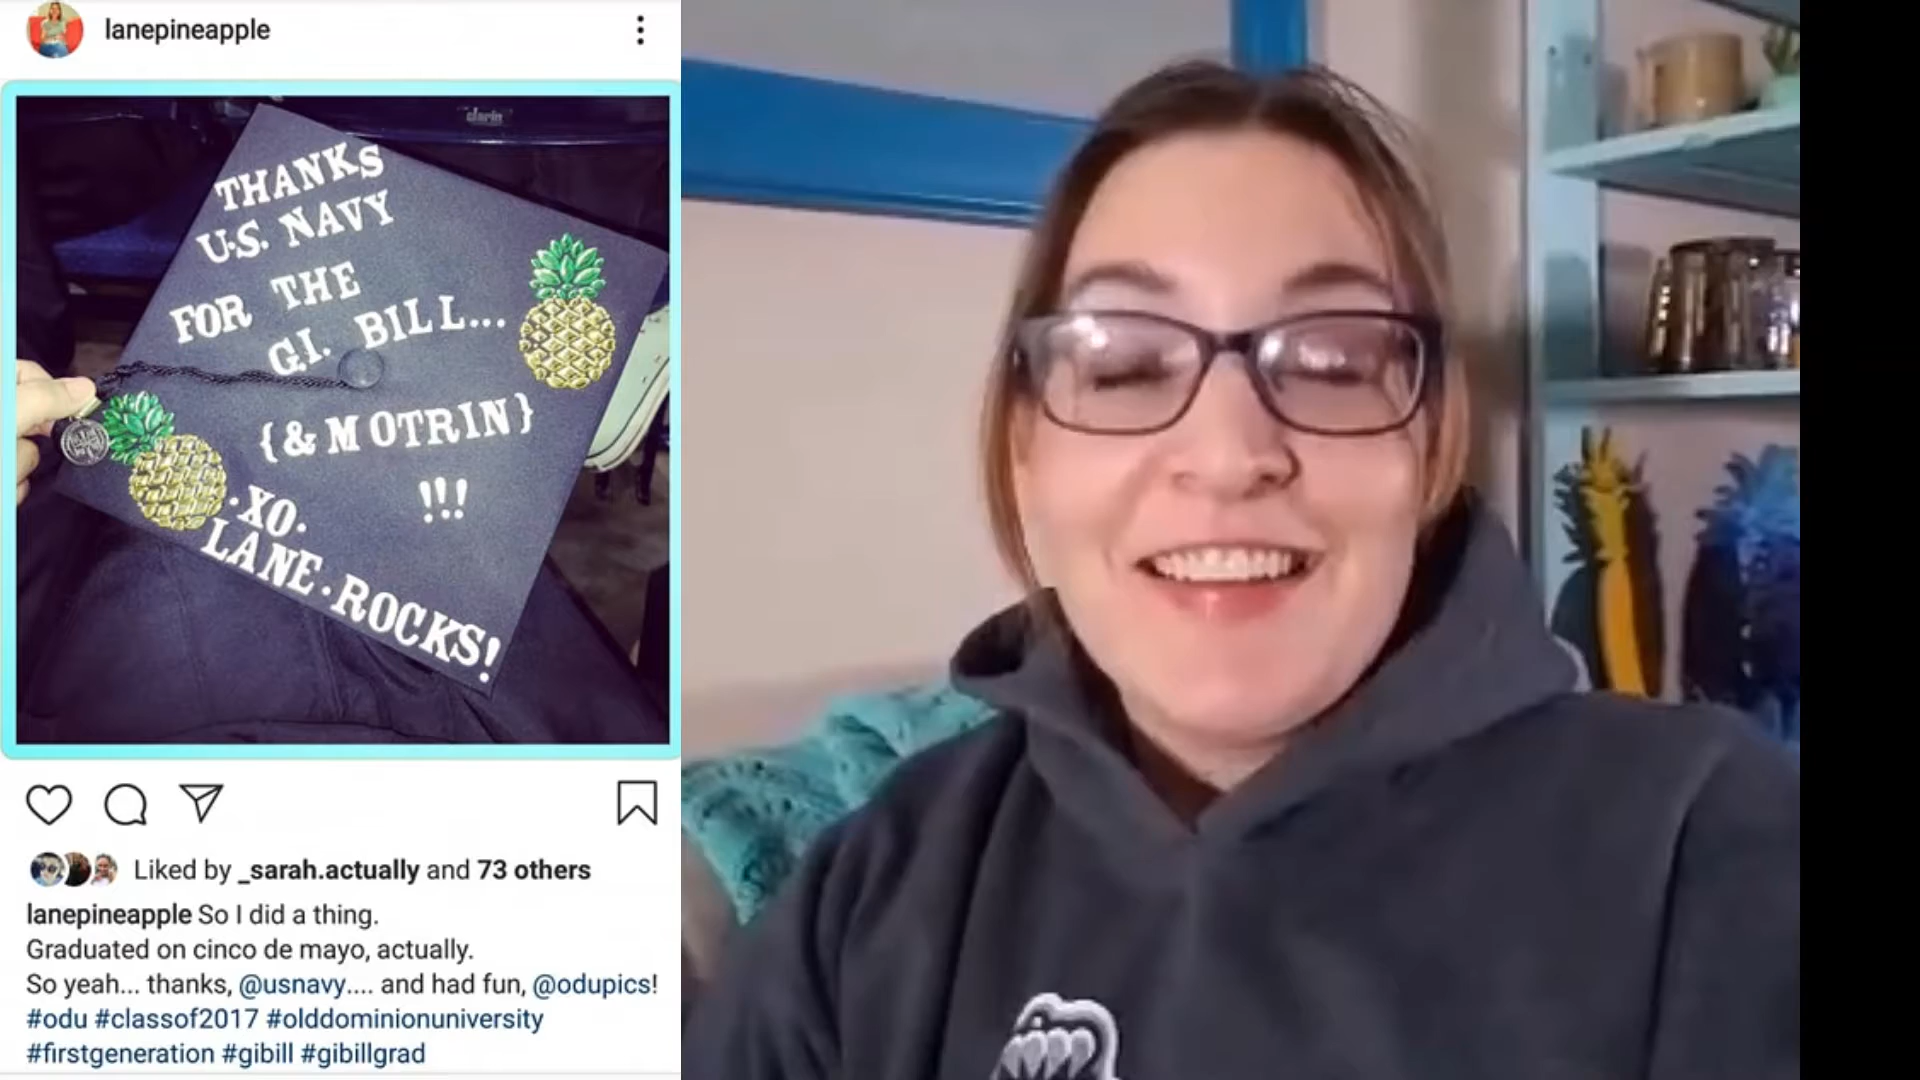 lanepineapple
clarin
THANKS
U.S. NAVY
FOR THE
G.I. BILL...
{& MOTRIN}
!!!
.XO.
LANE.ROCKS!
Liked by _sarah.actually and 73 others
lanepineapple So I did a thing.
Graduated on cinco de mayo, actually.
So yeah... thanks, @usnavy.... and had fun, @odupics!
#odu #classof2017 #olddominionuniversity
#firstgeneration #gibill #gibillgrad